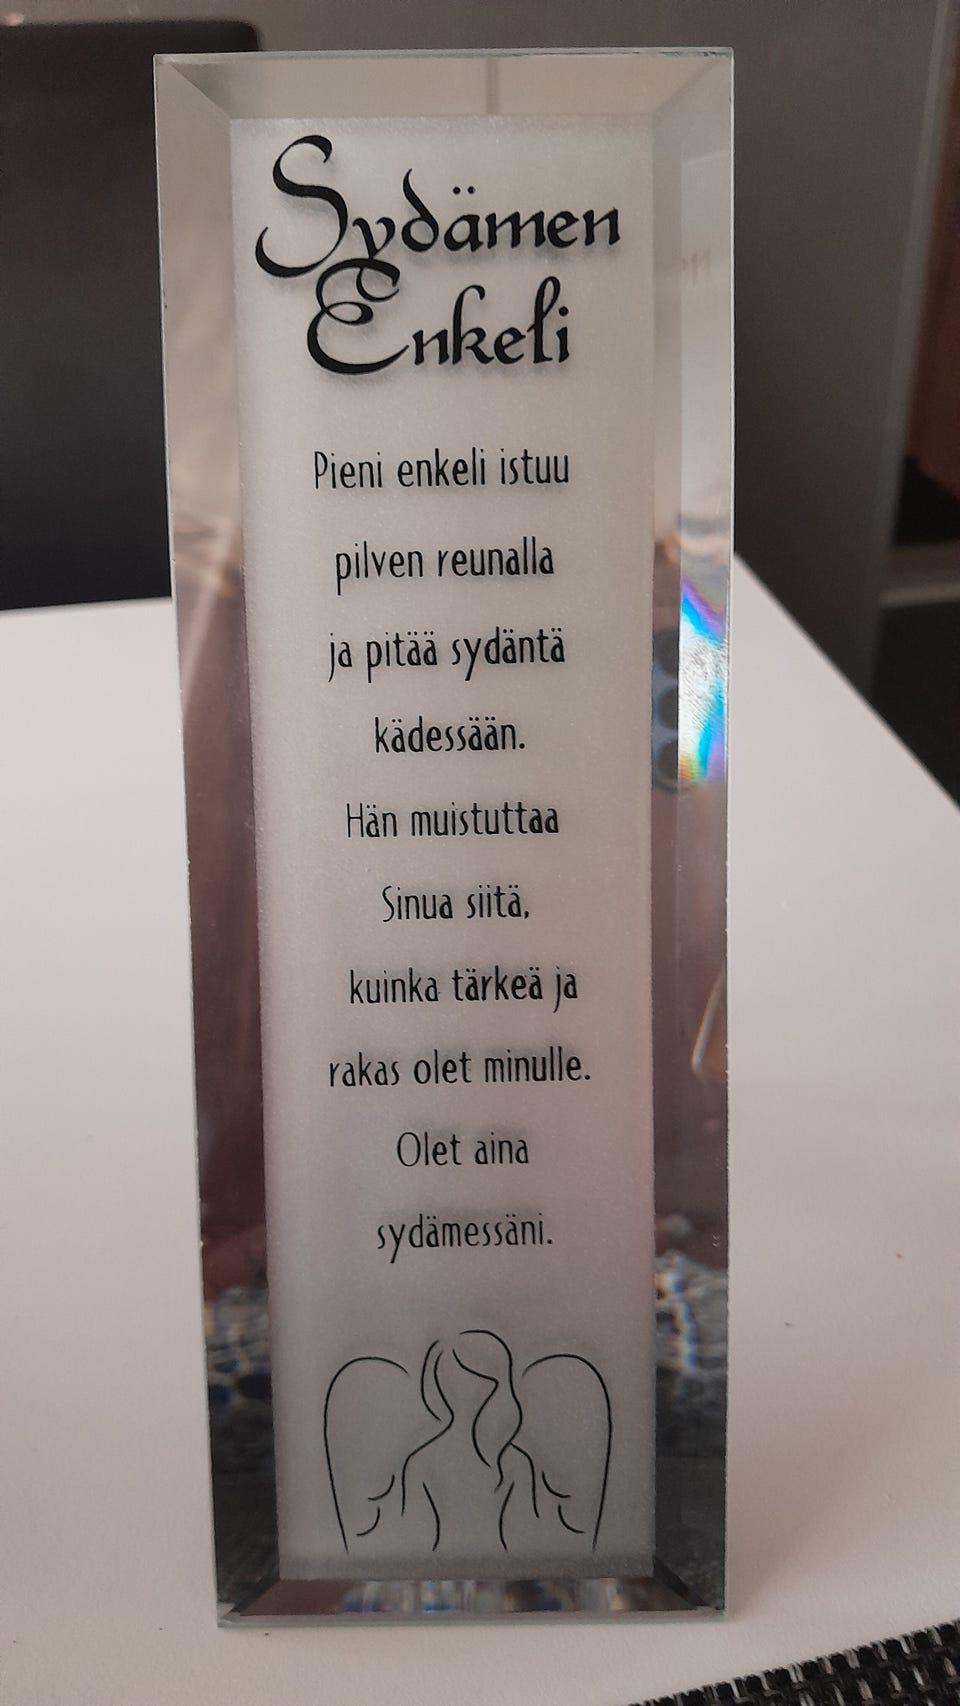 Sydämen
Enkeli
Pieni enkeli istuu
pilven reunalla
ja pitää sydäntä
kädessään.
Hän muistuttaa
Sinua siitä,
kuinka tärkeä ja
rakas olet minulle.
Olet aina
sydämessäni.